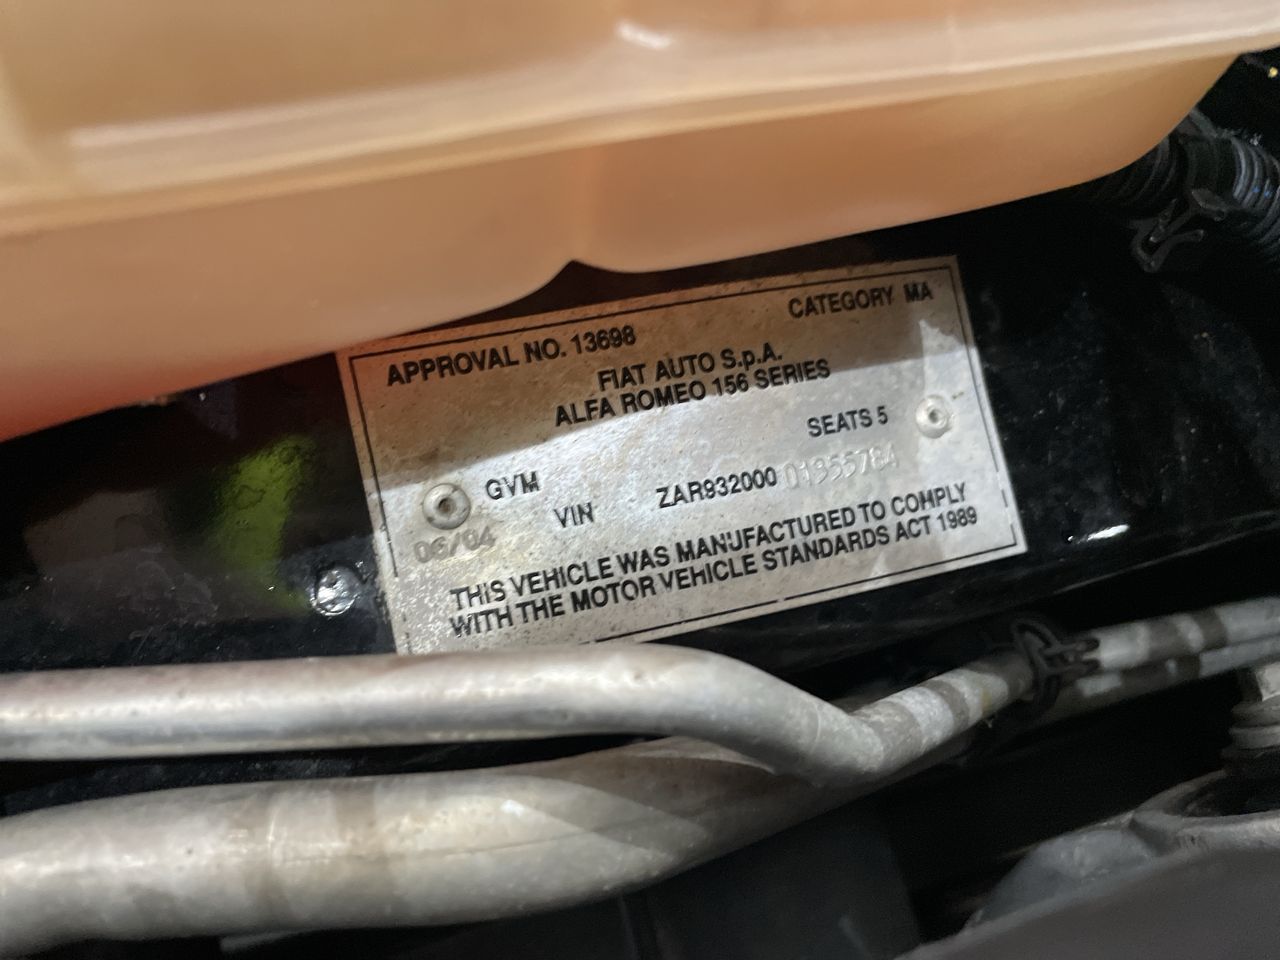 APPROVAL NO. 13698 CATEGORY MA
FIAT AUTO S.p.A.
ALFA ROMEO 156 SERIES
SEATS 5
GVM
06/04 VIN ZAR932000 01355784
THIS VEHICLE WAS MANUFACTURED TO COMPLY
WITH THE MOTOR VEHICLE STANDARDS ACT 1989